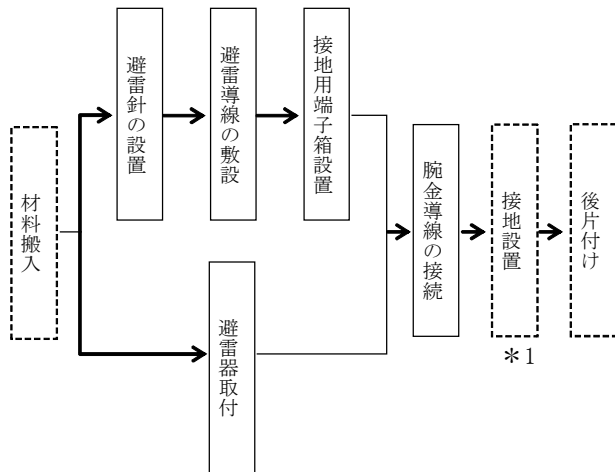 材料搬入
避雷針の設置
避雷導線の敷設
接地用端子箱設置
避雷器取付
腕金導線の接続
接地設置
＊1
後片付け